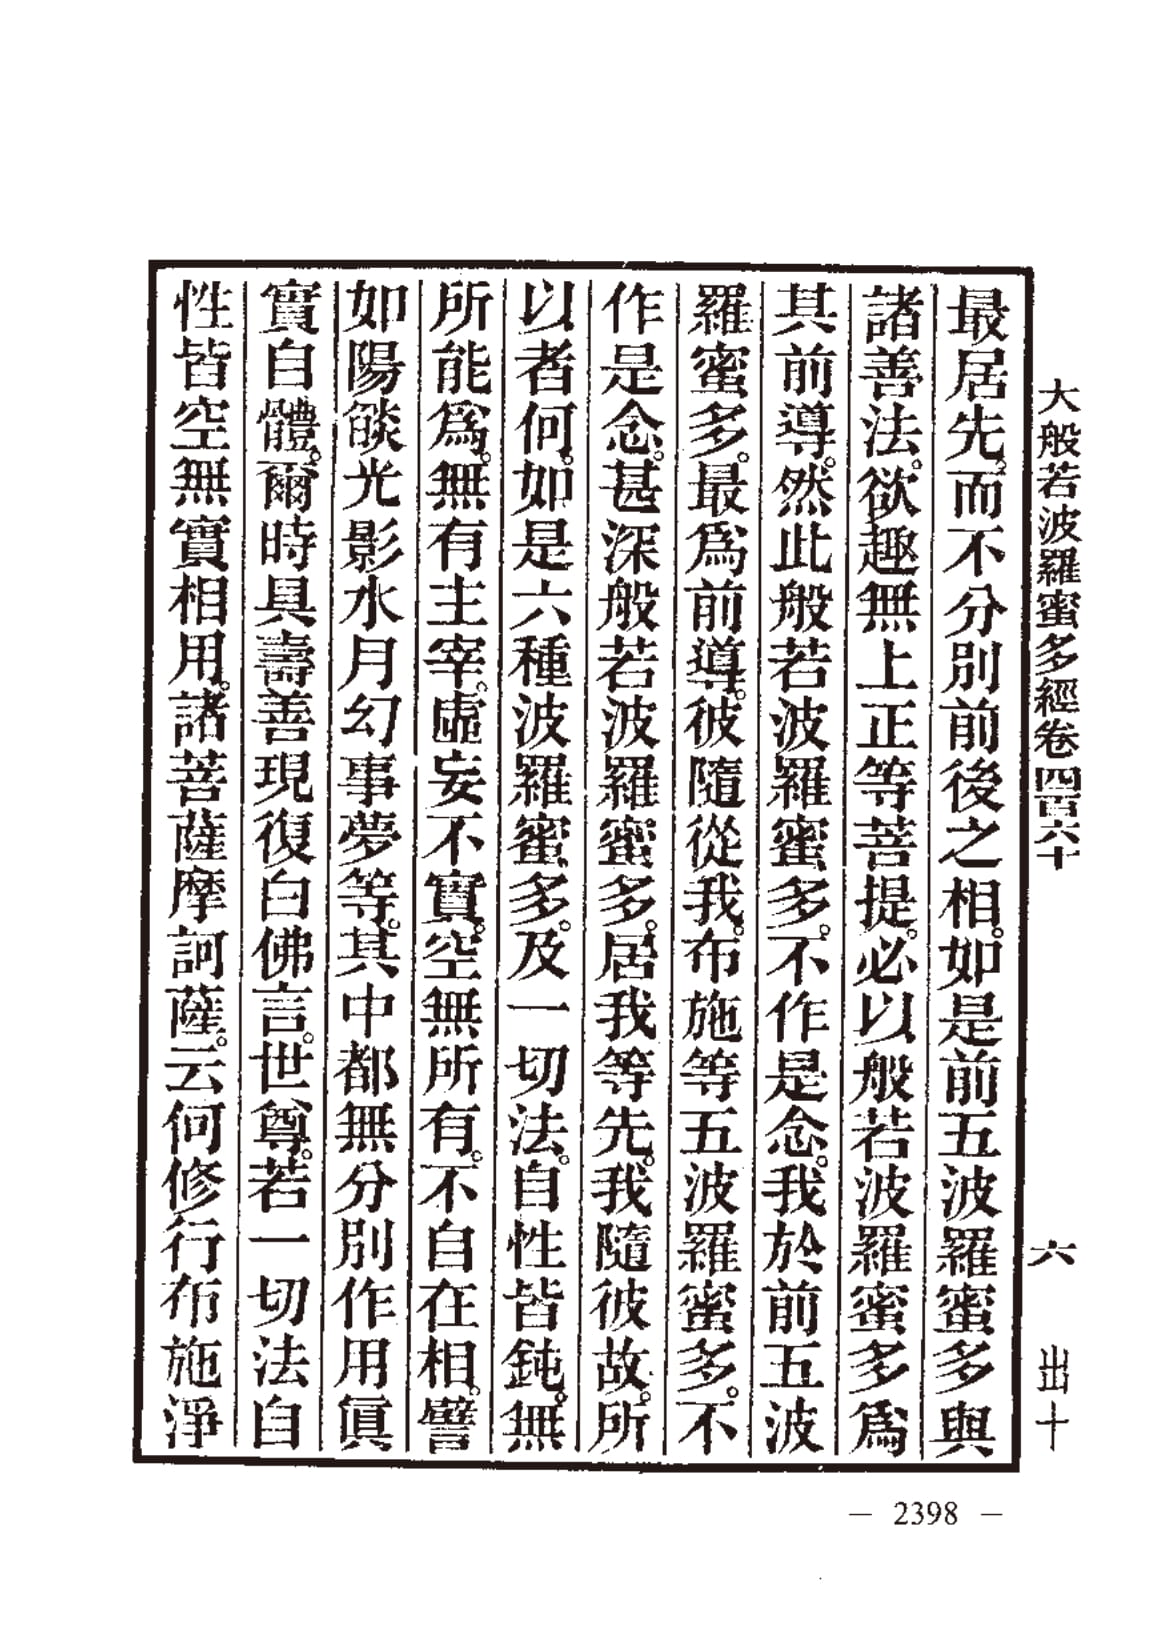 大般若波羅蜜多經卷四百六十　六　出十
最居先。而不分別前後之相。如是前五波羅蜜多與
諸善法。欲趣無上正等菩提。必以般若波羅蜜多爲
其前導。然此般若波羅蜜多。不作是念。我於前五波
羅蜜多。最爲前導。彼隨從我。布施等五波羅蜜多。不
作是念。甚深般若波羅蜜多。居我等先。我隨彼故。所
以者何。如是六種波羅蜜多。及一切法。自性皆鈍。無
所能爲。無有主宰。虛妄不實。空無所有。不自在相。譬
如陽燄光影水月幻事夢等。其中都無分別作用眞
實自體。爾時具壽善現復白佛言。世尊。若一切法自
性皆空無實相用。諸菩薩摩訶薩。云何修行布施淨
— 2398 —